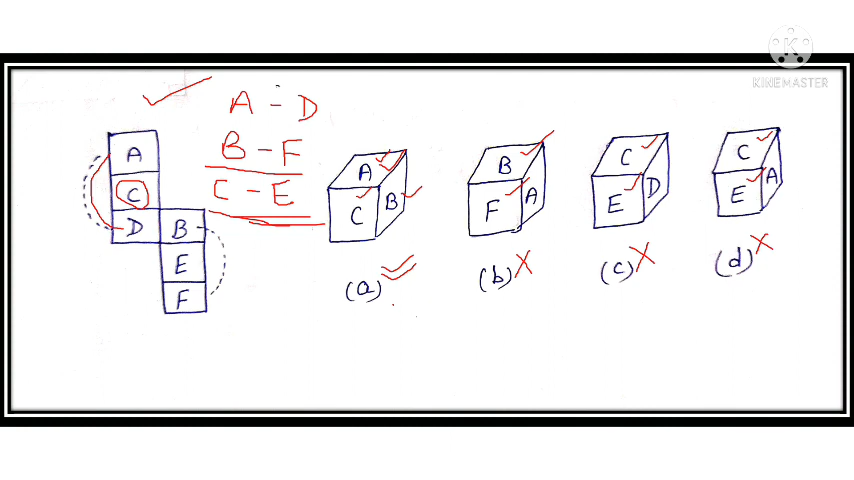 K
KINEMASTER
A - D
B - F
C - E
A
C
D B
E
F
A
C B
(a)
B
F A
(b)
C
E D
(c)
C
E A
(d)